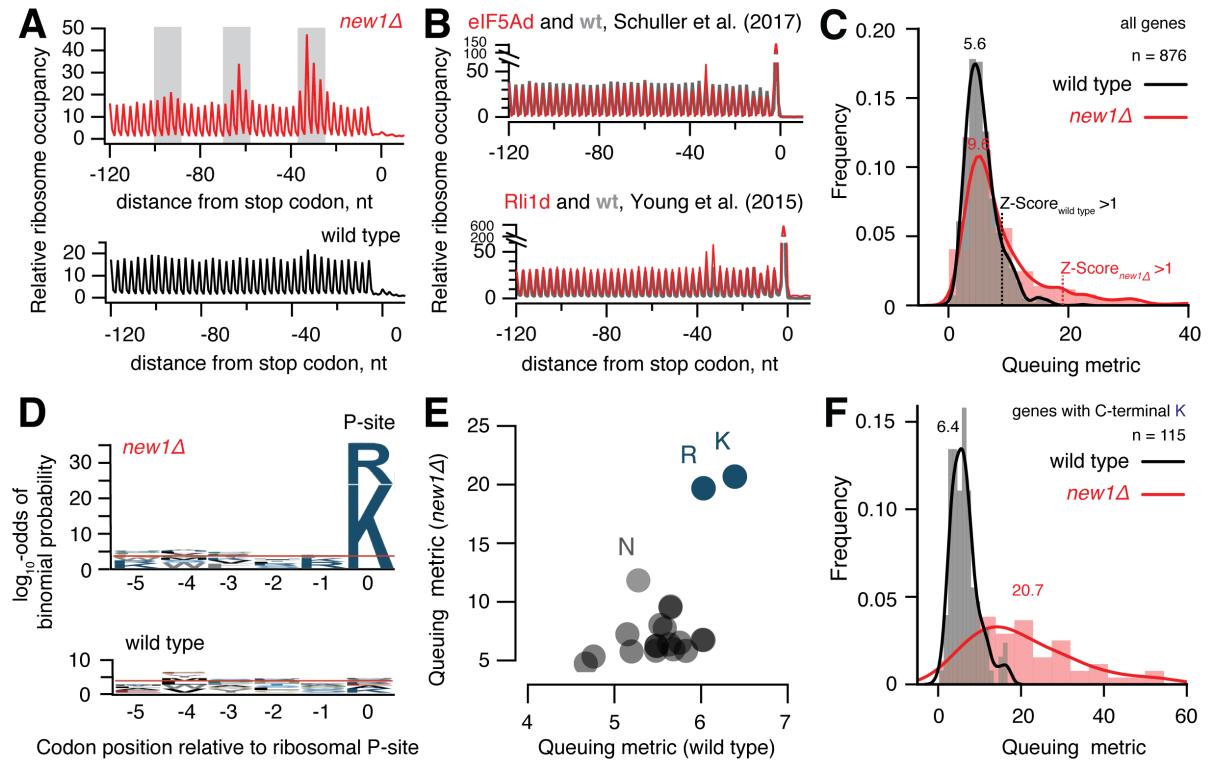 A
new1Δ
Relative ribosome occupancy
50
40
30
20
10
0
-120
-80
-40
0
distance from stop codon, nt
wild type
20
10
0
-120
-80
-40
0
distance from stop codon, nt
B
eIF5Ad and wt, Schuller et al. (2017)
Relative ribosome occupancy
150
100
50
0
-120
-80
-40
0
Rli1d and wt, Young et al. (2015)
600
200
50
0
-120
-80
-40
0
distance from stop codon, nt
C
all genes
n = 876
wild type
new1Δ
5.6
9.6
Z-Score wild type >1
Z-Score new1Δ >1
Frequency
0.20
0.15
0.10
0.05
0
0
20
40
Queuing metric
D
new1Δ
P-site
log10-odds of
binomial probability
30
20
10
0
R
K
-5
-4
-3
-2
-1
0
wild type
10
0
-5
-4
-3
-2
-1
0
Codon position relative to ribosomal P-site
E
Queuing metric (new1Δ)
25
20
15
10
5
R
K
N
4
5
6
7
Queuing metric (wild type)
F
genes with C-terminal K
n = 115
wild type
new1Δ
6.4
20.7
Frequency
0.15
0.10
0.05
0
0
20
40
60
Queuing metric